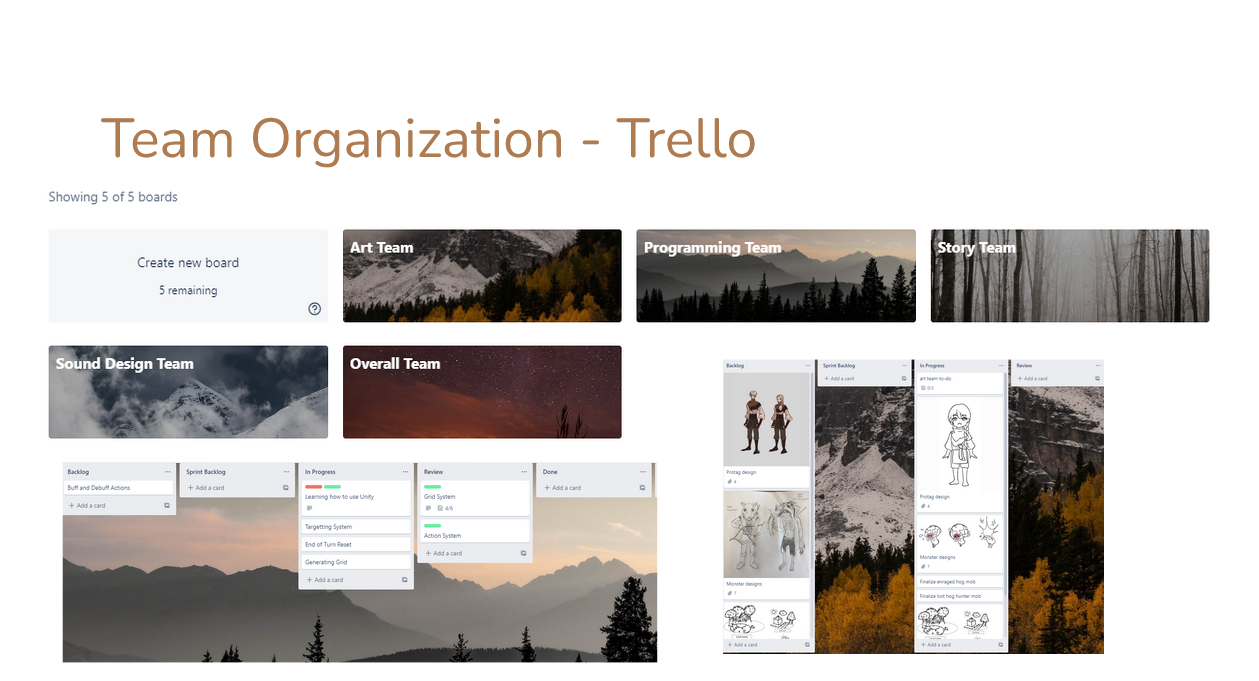 Team Organization - Trello
Showing 5 of 5 boards
Create new board
5 remaining
Art Team
Programming Team
Story Team
Sound Design Team
Overall Team
Backlog
Buff and Debuff Actions
+ Add a card
Sprint Backlog
+ Add a card
In Progress
Learning how to use Unity
Targetting System
End of Turn Reset
Generating Grid
+ Add a card
Review
Grid System
4/6
Action System
+ Add a card
Done
+ Add a card
Backlog
Protag design
4
Monster designs
7
+ Add a card
Sprint Backlog
+ Add a card
In Progress
art team to-do
0/3
Protag design
4
Monster designs
7
Finalize enraged hog mob
Finalize lost hog hunter mob
+ Add a card
Review
+ Add a card